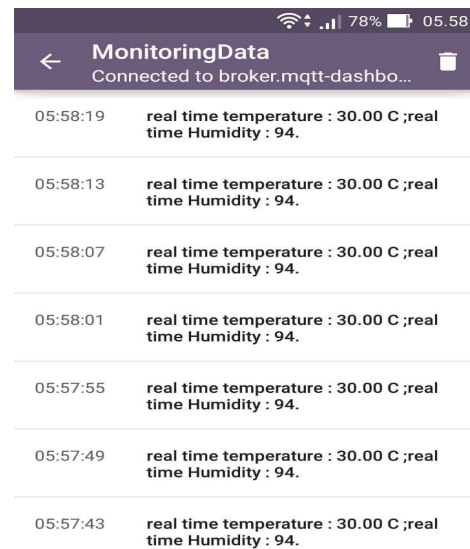 78% 05.58
MonitoringData
Connected to broker.mqtt-dashbo...
05:58:19 real time temperature : 30.00 C ;real
time Humidity : 94.
05:58:13 real time temperature : 30.00 C ;real
time Humidity : 94.
05:58:07 real time temperature : 30.00 C ;real
time Humidity : 94.
05:58:01 real time temperature : 30.00 C ;real
time Humidity : 94.
05:57:55 real time temperature : 30.00 C ;real
time Humidity : 94.
05:57:49 real time temperature : 30.00 C ;real
time Humidity : 94.
05:57:43 real time temperature : 30.00 C ;real
time Humidity : 94.